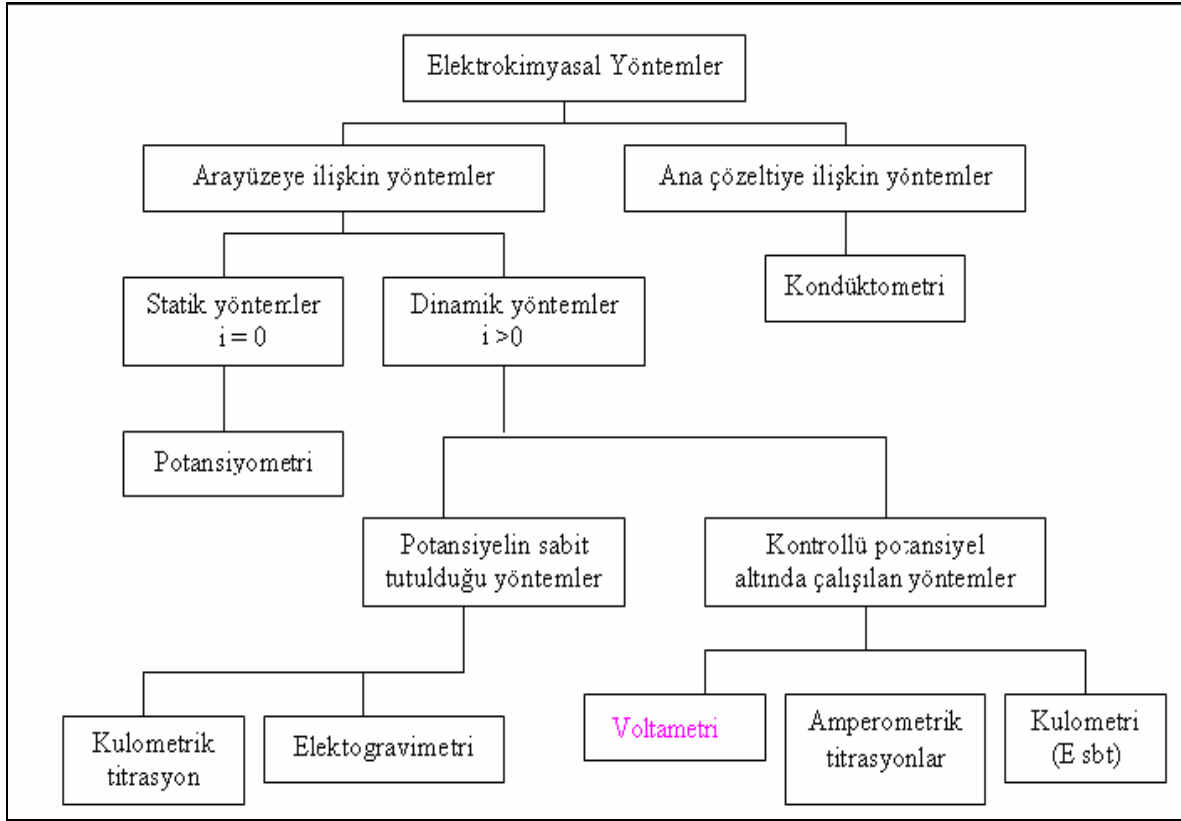 Elektrokimyasal Yöntemler
Arayüzeye ilişkin yöntemler
Ana çözeltiye ilişkin yöntemler
Statik yöntemler
i = 0
Dinamik yöntemler
i >0
Kondüktometri
Potansiyometri
Potansiyelin sabit
tutulduğu yöntemler
Kontrollü potansiyel
altında çalışılan yöntemler
Kulometrik
titrasyon
Elektogravimetri
Voltametri
Amperometrik
titrasyonlar
Kulometri
(E sbt)